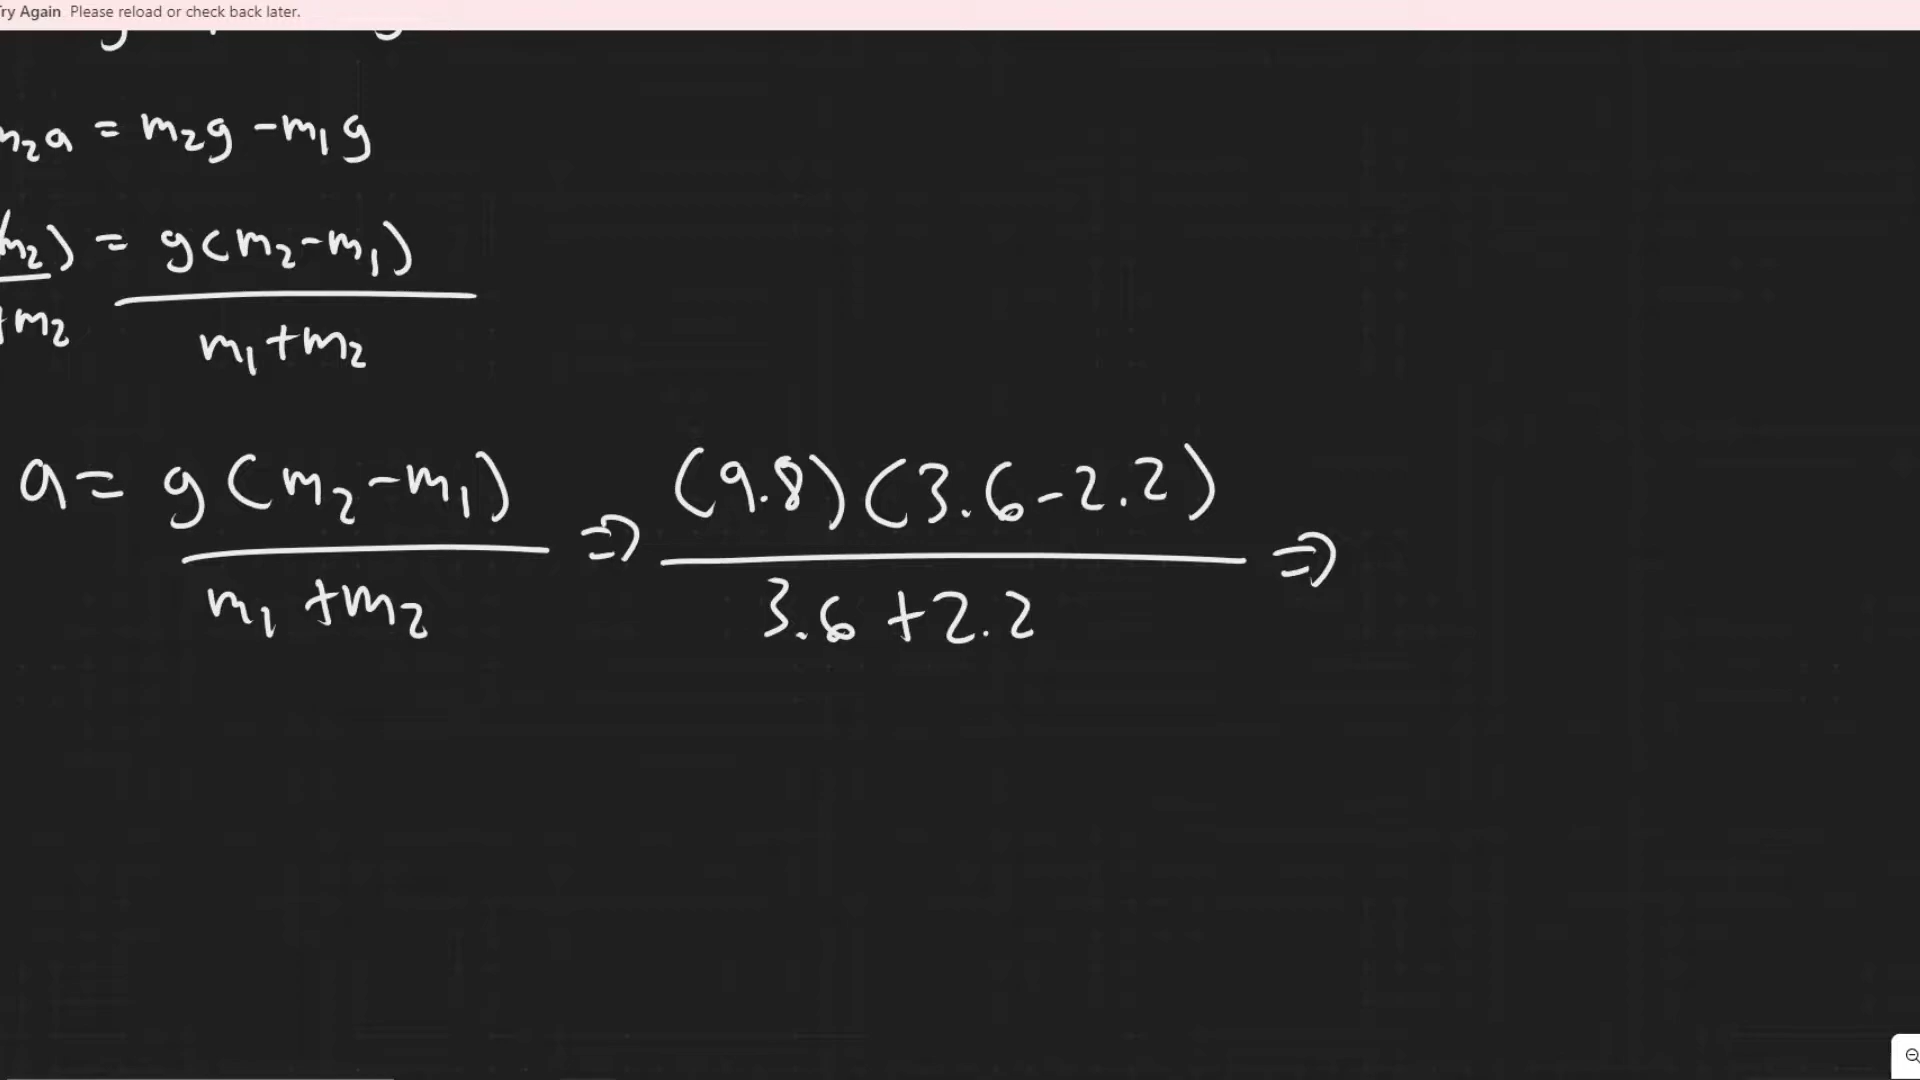 Try Again Please reload or check back later.
m₂a = m₂g - m₁g
m₂) = g(m₂-m₁)
+m₂ m₁+m₂
a = g(m₂-m₁) ⇒ (9.8)(3.6-2.2) ⇒
m₁ +m₂ 3.6 +2.2